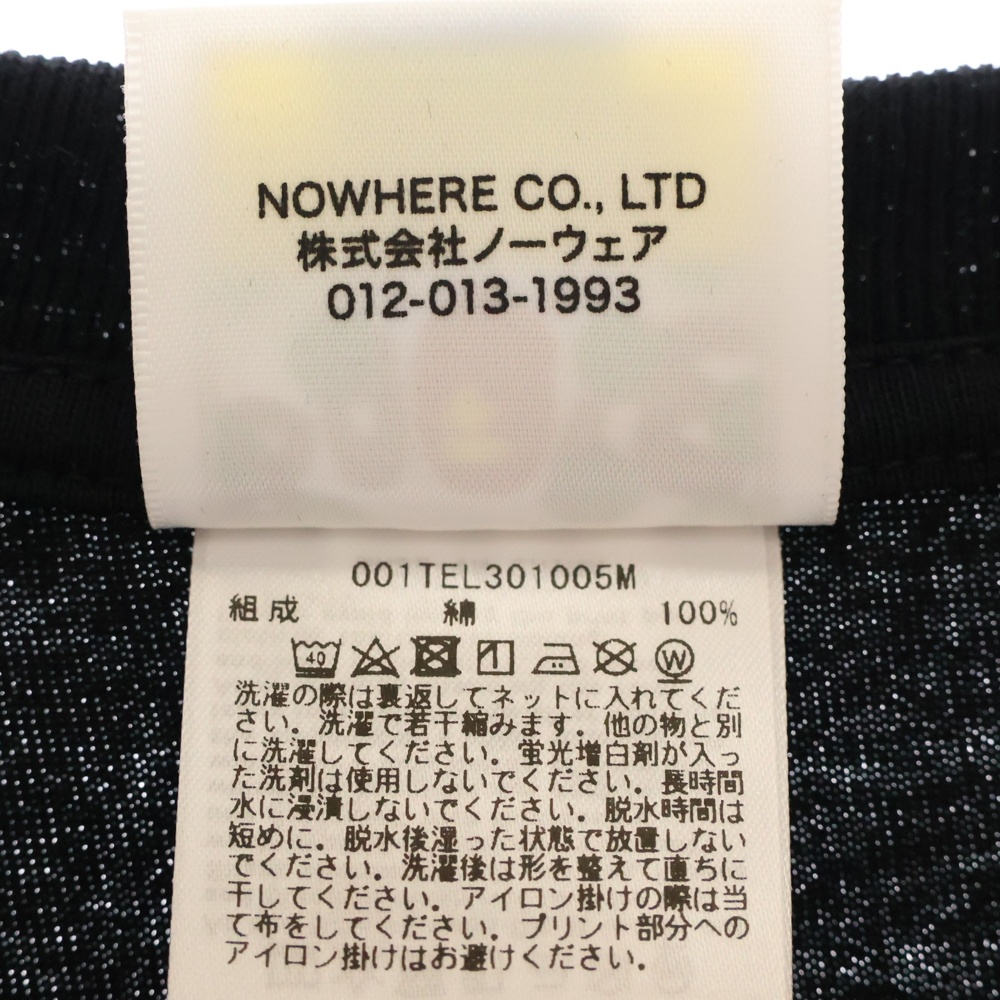 NOWHERE CO., LTD
株式会社ノーウェア
012-013-1993
001TEL301005M
組成 綿 100%
40 W
洗濯の際は裏返してネットに入れてくだ
さい。洗濯で若干縮みます。他の物と別
に洗濯してください。蛍光増白剤が入っ
た洗剤は使用しないでください。長時間
水に浸漬しないでください。脱水時間は
短めに。脱水後湿った状態で放置しない
でください。洗濯後は形を整えて直ちに
干してください。アイロン掛けの際は当
て布をしてください。プリント部分への
アイロン掛けはお避けください。